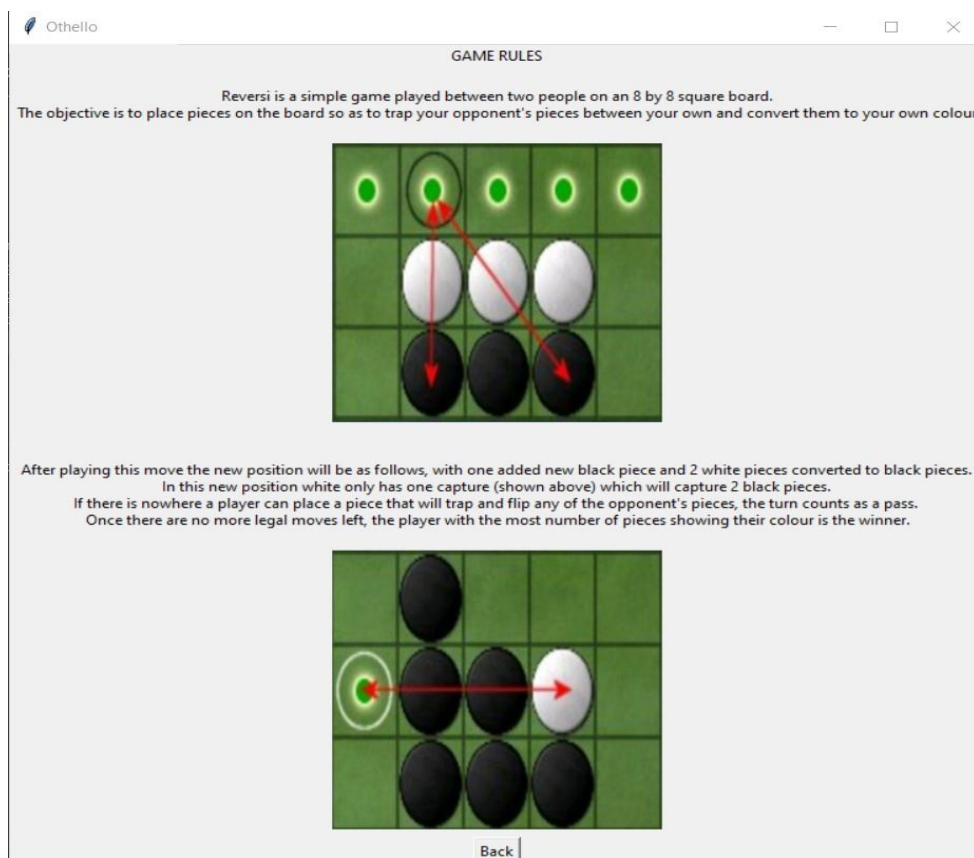 Othello
GAME RULES
Reversi is a simple game played between two people on an 8 by 8 square board.
The objective is to place pieces on the board so as to trap your opponent's pieces between your own and convert them to your own colou
After playing this move the new position will be as follows, with one added new black piece and 2 white pieces converted to black pieces.
In this new position white only has one capture (shown above) which will capture 2 black pieces.
If there is nowhere a player can place a piece that will trap and flip any of the opponent's pieces, the turn counts as a pass.
Once there are no more legal moves left, the player with the most number of pieces showing their colour is the winner.
Back